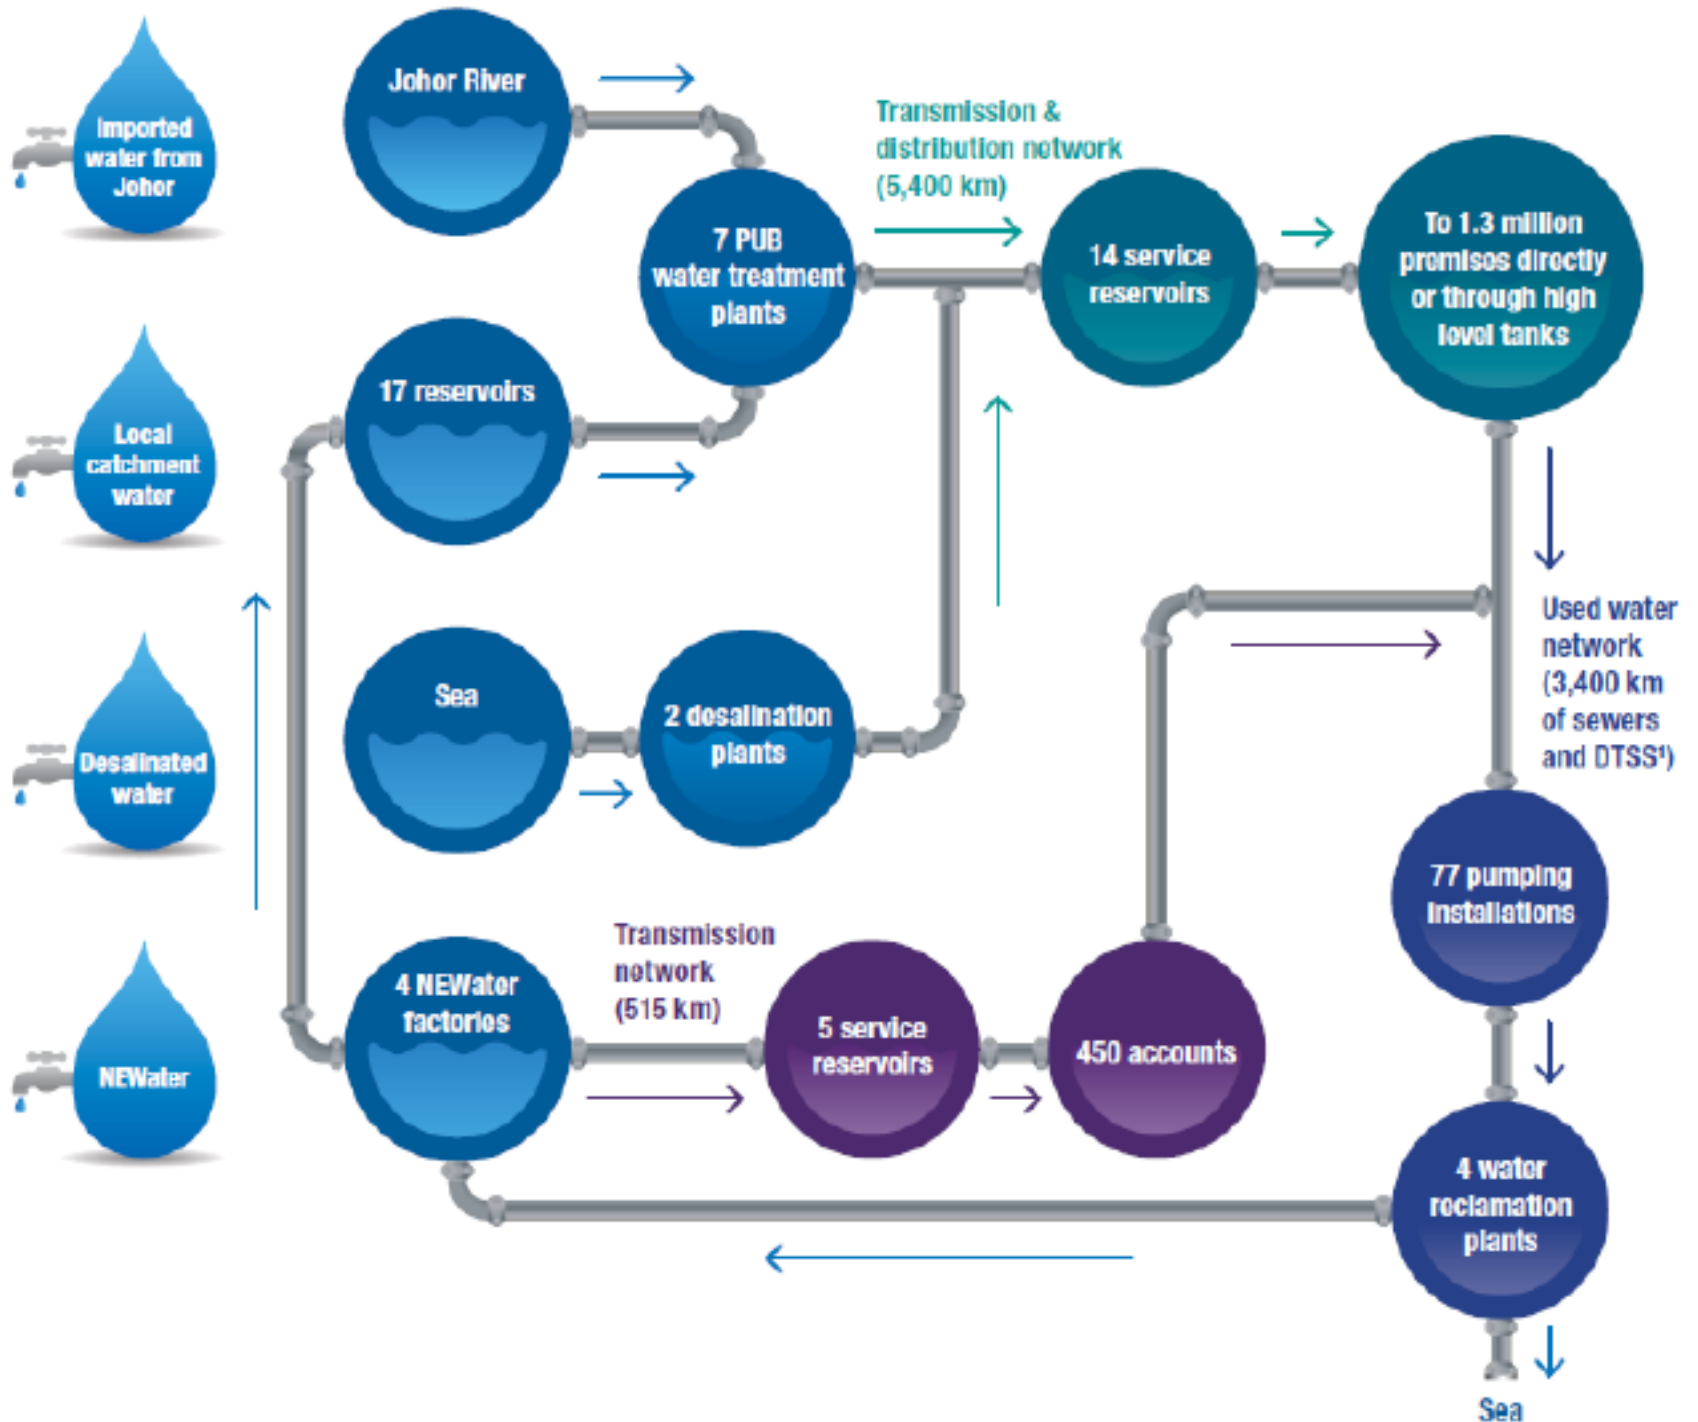 Imported
water from
Johor
Johor River
Transmission &
distribution network
(5,400 km)
7 PUB
water treatment
plants
14 service
reservoirs
To 1.3 million
premises directly
or through high
level tanks
Local
catchment
water
17 reservoirs
Used water
network
(3,400 km
of sewers
and DTSS¹)
Desalinated
water
Sea
2 desalination
plants
77 pumping
installations
NEWater
4 NEWater
factories
Transmission
network
(515 km)
5 service
reservoirs
450 accounts
4 water
reclamation
plants
Sea